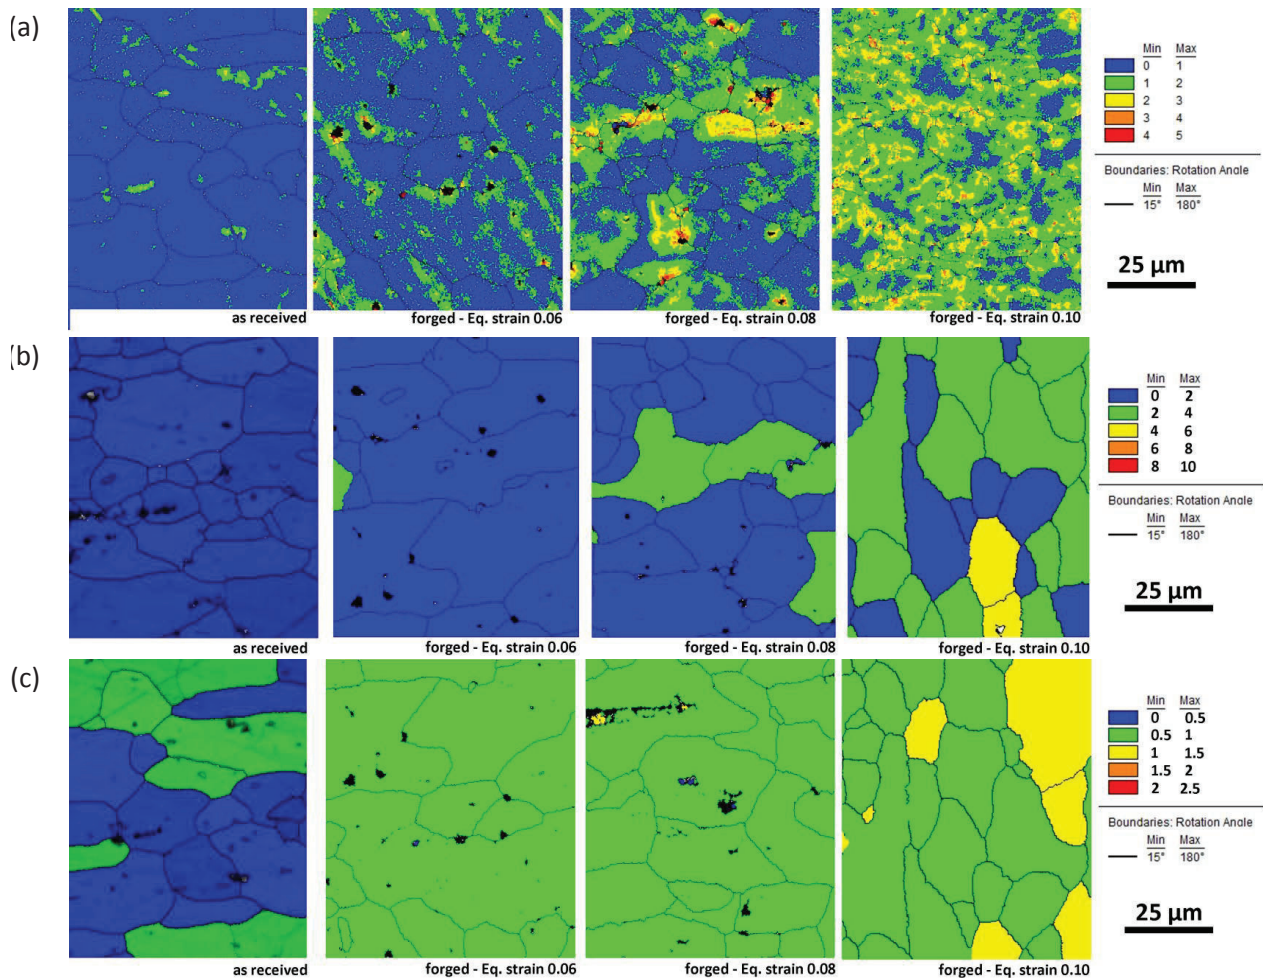 (a)
as received
forged - Eq. strain 0.06
forged - Eq. strain 0.08
forged - Eq. strain 0.10
Min Max
0 1
1 2
2 3
3 4
4 5
Boundaries: Rotation Angle
Min Max
15° 180°
25 µm
(b)
as received
forged - Eq. strain 0.06
forged - Eq. strain 0.08
forged - Eq. strain 0.10
Min Max
0 2
2 4
4 6
6 8
8 10
Boundaries: Rotation Angle
Min Max
15° 180°
25 µm
(c)
as received
forged - Eq. strain 0.06
forged - Eq. strain 0.08
forged - Eq. strain 0.10
Min Max
0 0.5
0.5 1
1 1.5
1.5 2
2 2.5
Boundaries: Rotation Angle
Min Max
15° 180°
25 µm